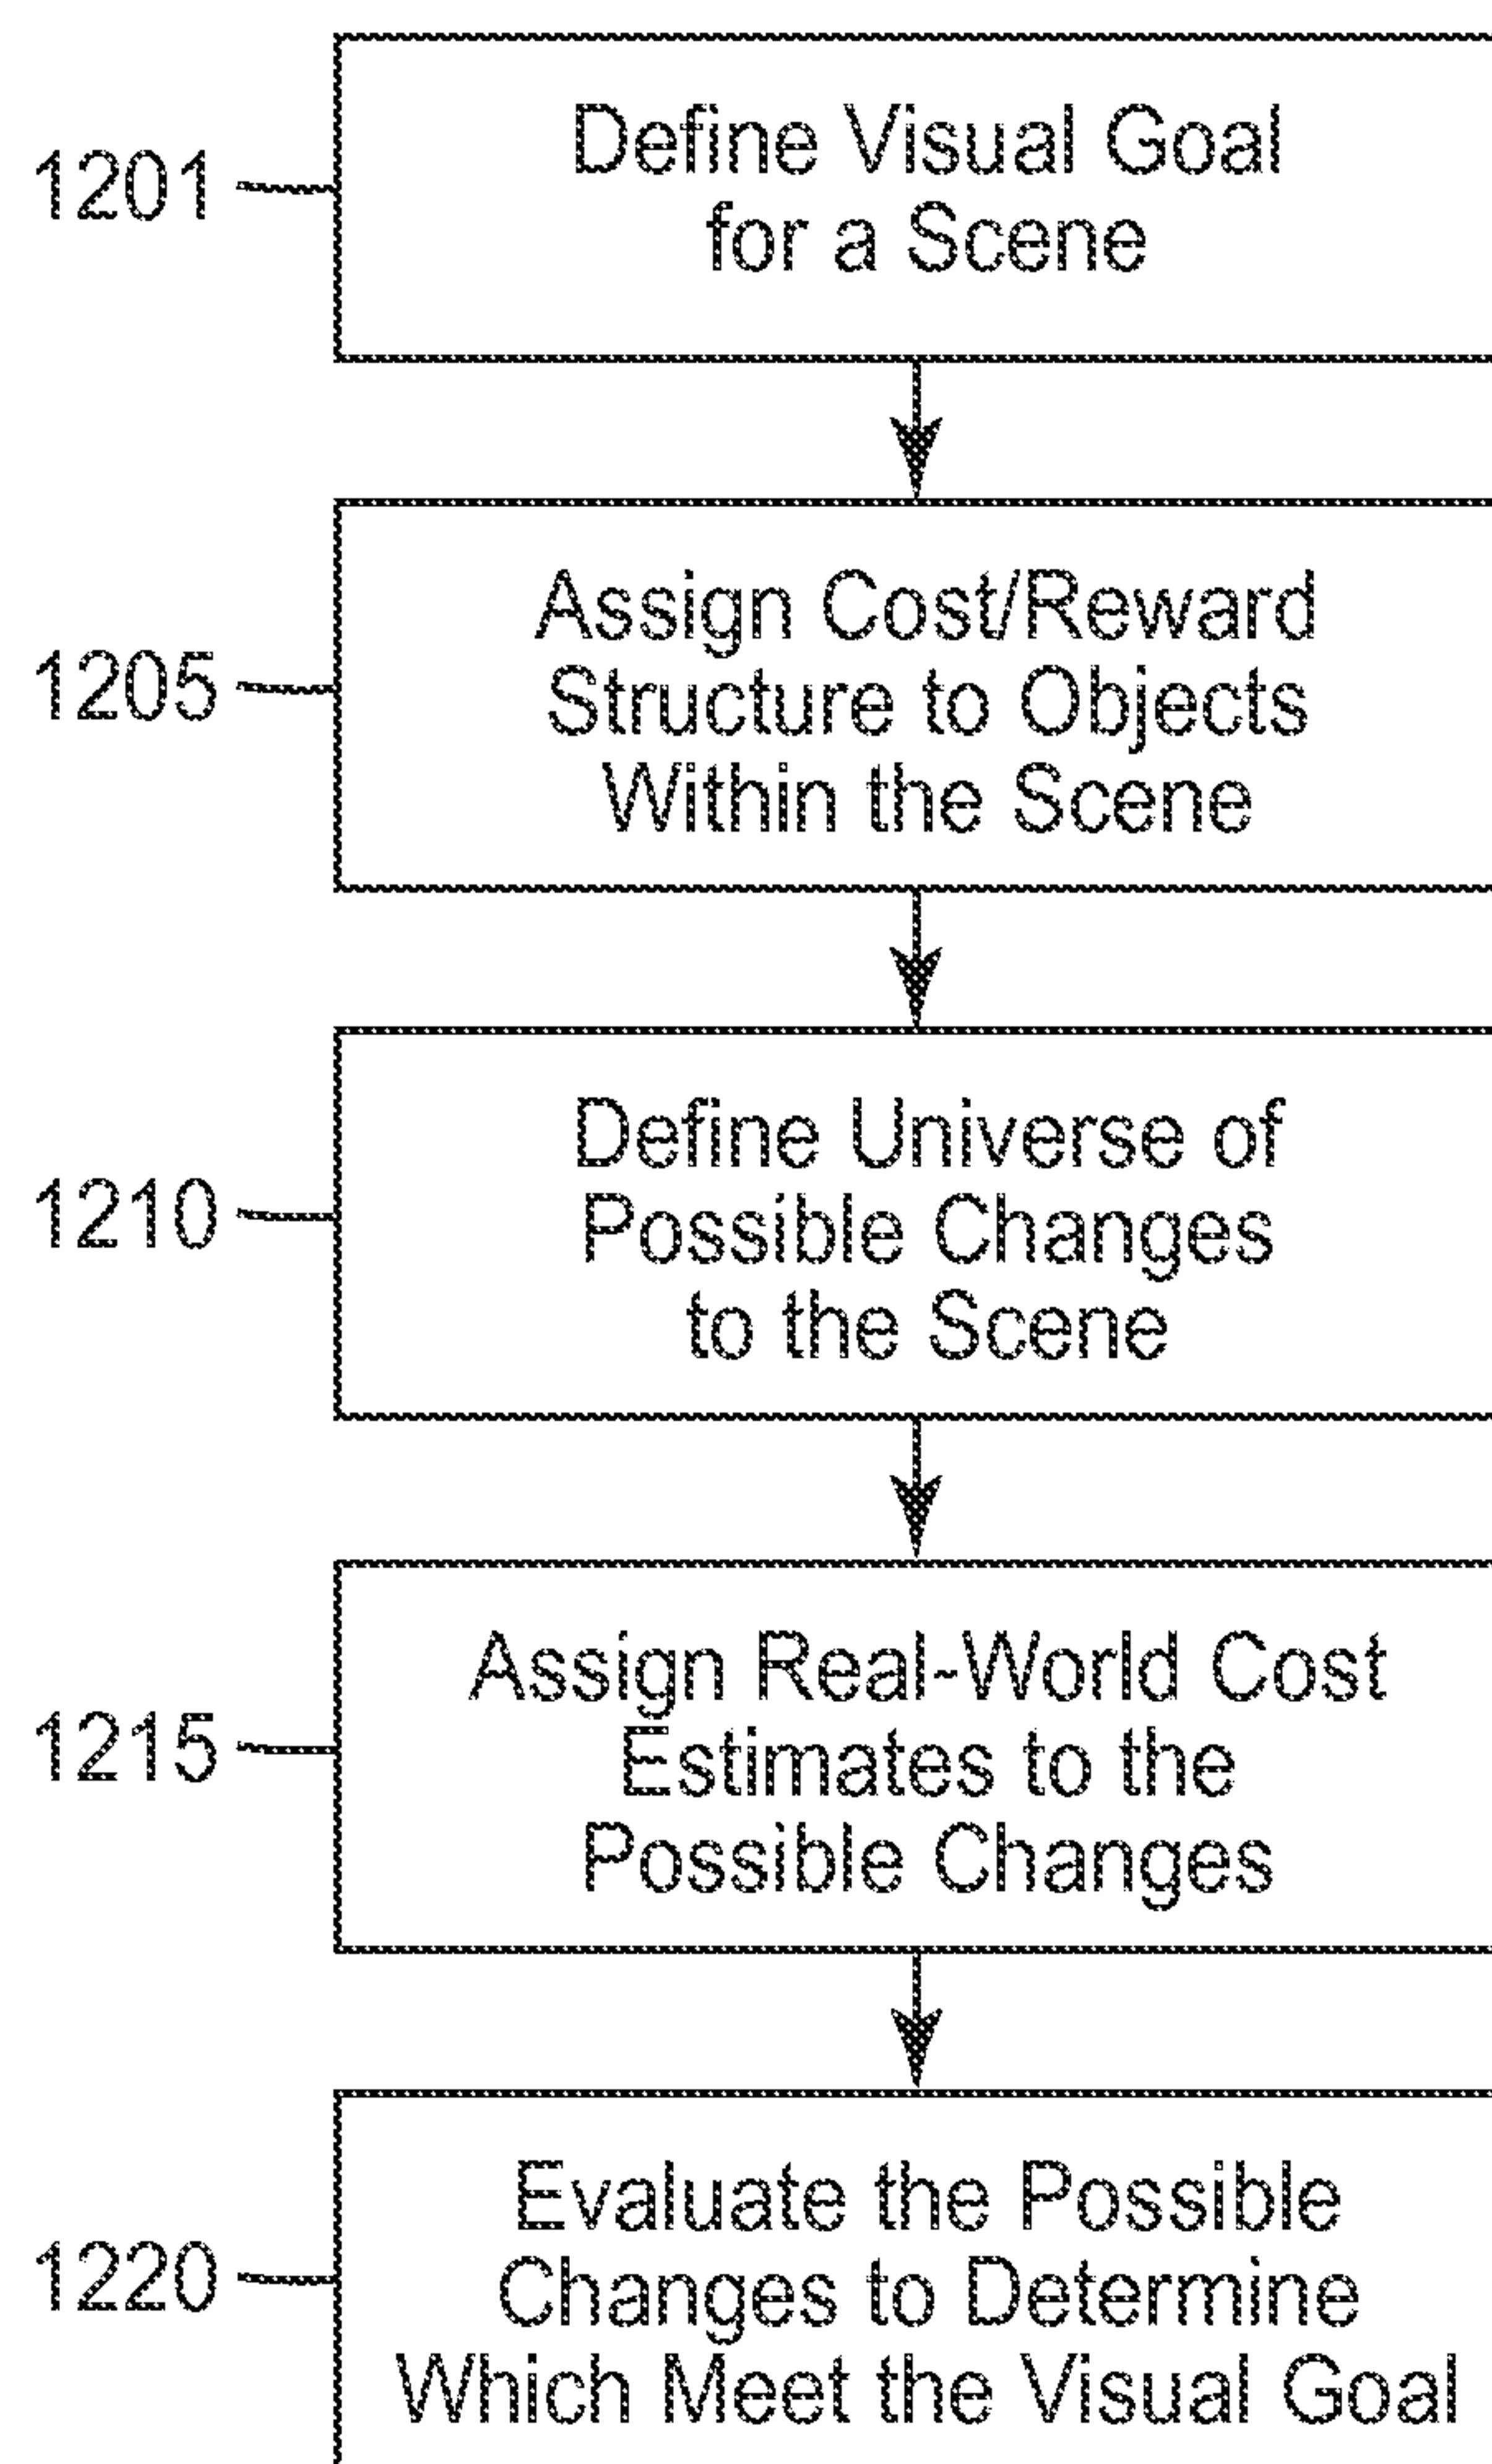 1201
Define Visual Goal
for a Scene
1205
Assign Cost/Reward
Structure to Objects
Within the Scene
1210
Define Universe of
Possible Changes
to the Scene
1215
Assign Real-World Cost
Estimates to the
Possible Changes
1220
Evaluate the Possible
Changes to Determine
Which Meet the Visual Goal